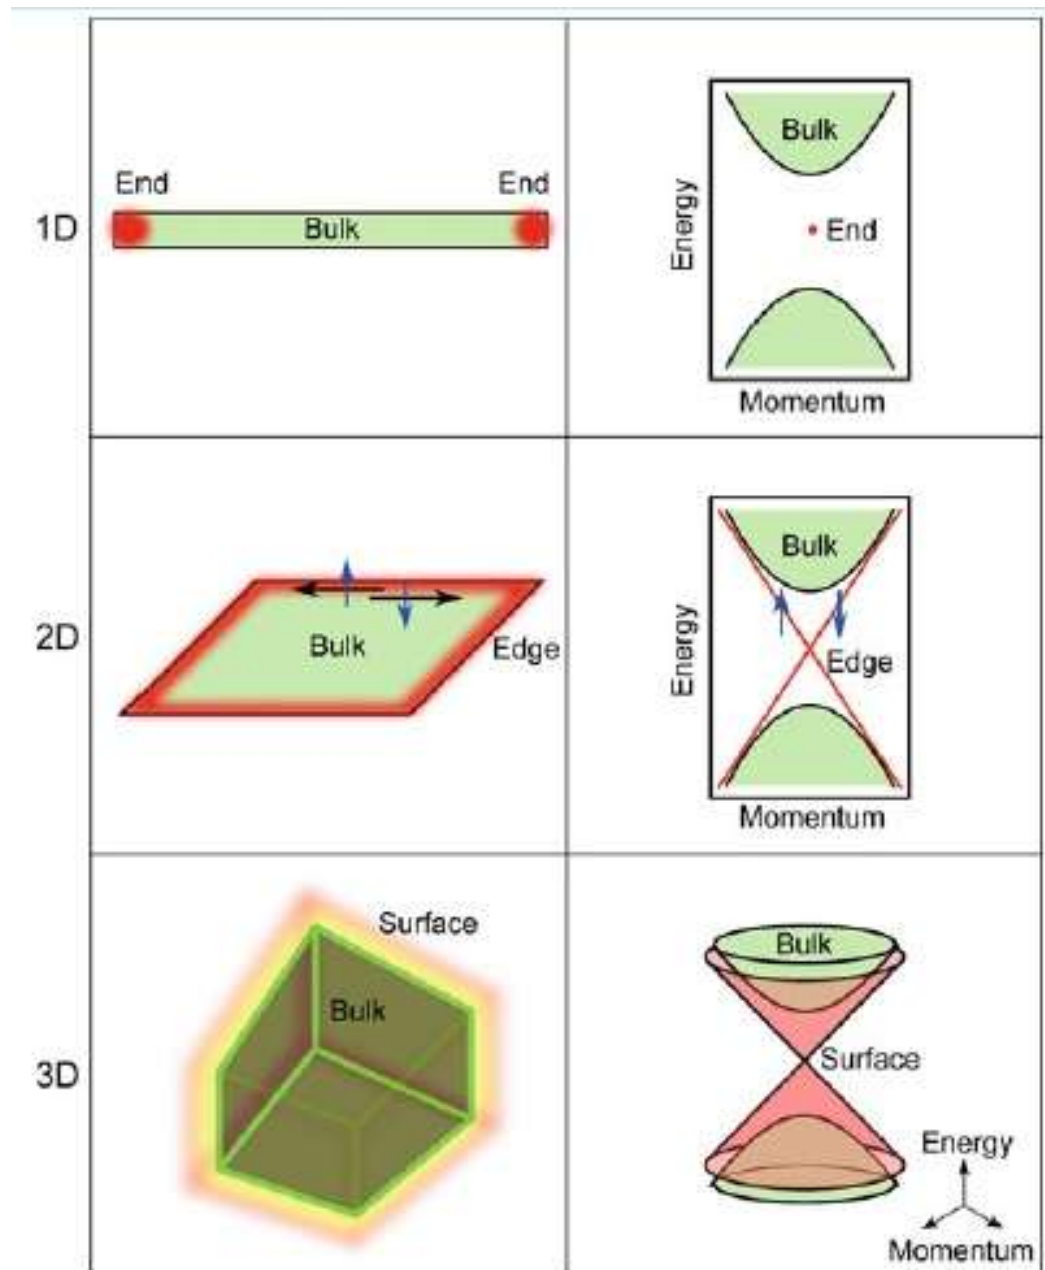 1D
End
End
Bulk
Bulk
Energy
End
Momentum
2D
Bulk
Edge
Bulk
Energy
Edge
Momentum
3D
Surface
Bulk
Bulk
Surface
Energy
Momentum